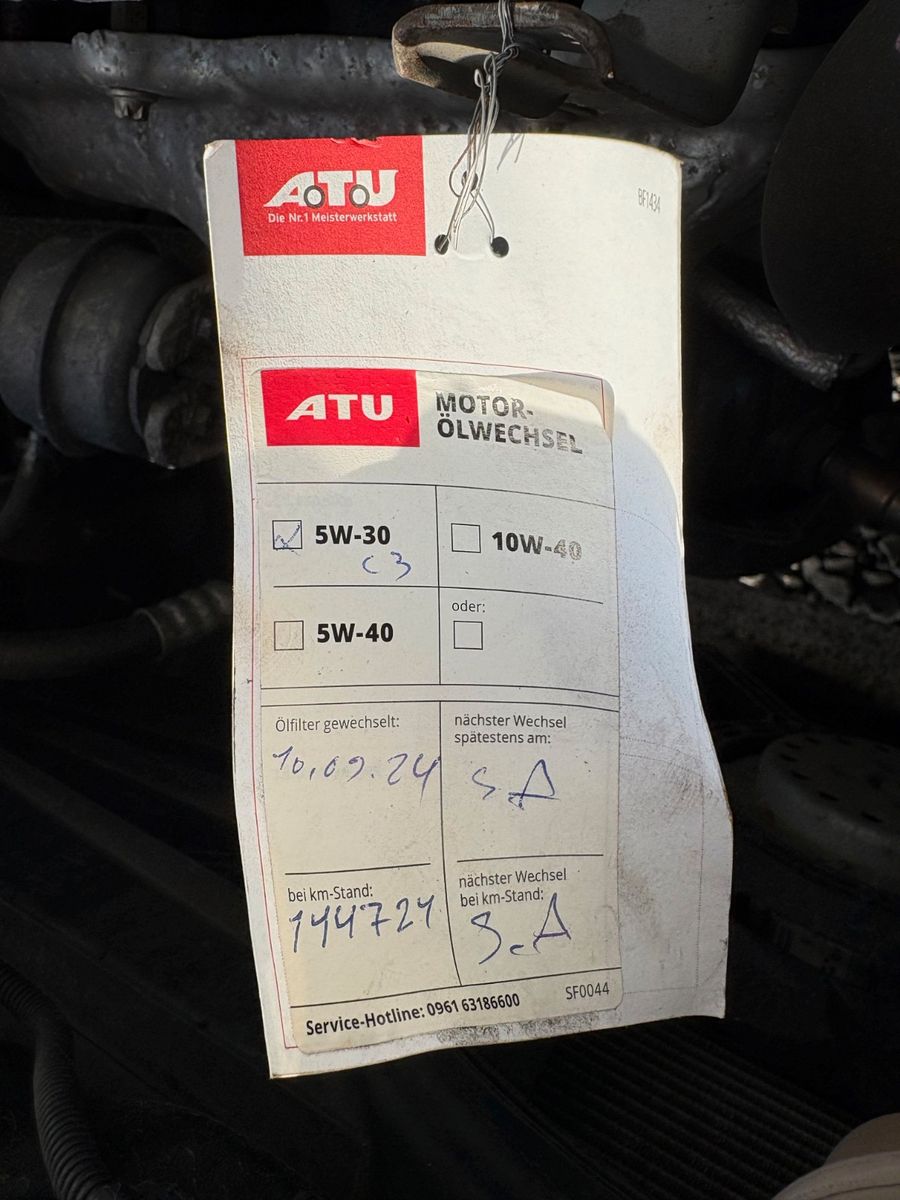 ATU
Die Nr.1 Meisterwerkstatt
BF1434
ATU
MOTOR-
ÖLWECHSEL
5W-30
C3
10W-40
5W-40
oder:
Ölfilter gewechselt:
10.09.24
nächster Wechsel
spätestens am:
S.A
bei km-Stand:
144724
nächster Wechsel
bei km-Stand:
S.A
Service-Hotline: 0961 63186600
SF0044